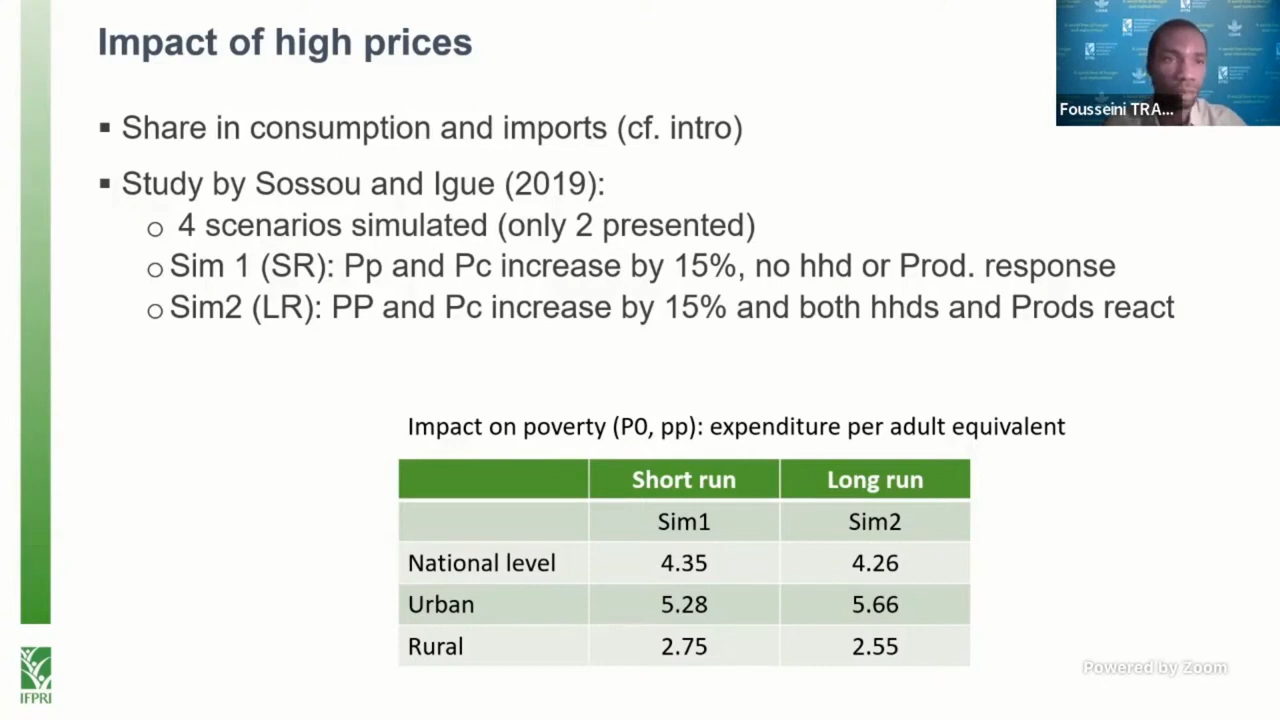 Impact of high prices
Fousseini TRA...
▪ Share in consumption and imports (cf. intro)
▪ Study by Sossou and Igue (2019):
o 4 scenarios simulated (only 2 presented)
o Sim 1 (SR): Pp and Pc increase by 15%, no hhd or Prod. response
o Sim2 (LR): PP and Pc increase by 15% and both hhds and Prods react
Impact on poverty (P0, pp): expenditure per adult equivalent
Short run Long run
Sim1 Sim2
National level 4.35 4.26
Urban 5.28 5.66
Rural 2.75 2.55
IFPRI
Powered by Zoom